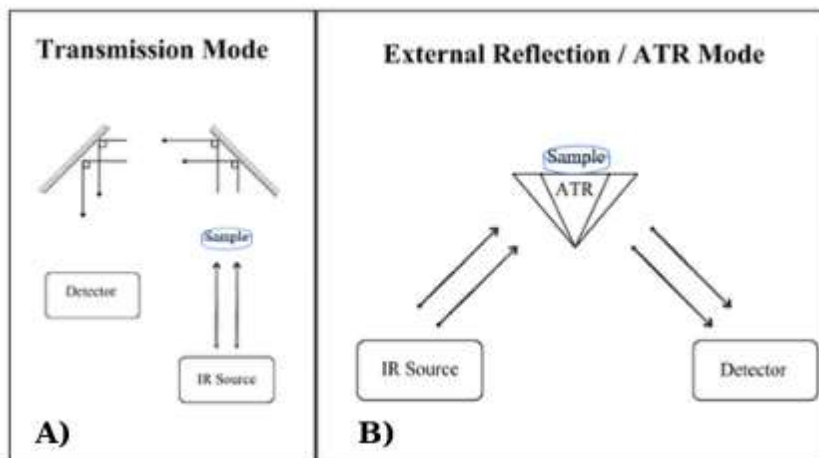 Transmission Mode
Sample
Detector
IR Source
A)
External Reflection / ATR Mode
Sample
ATR
IR Source
Detector
B)